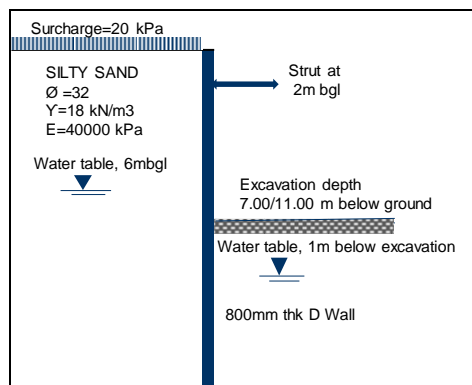 Surcharge=20 kPa
SILTY SAND
Ø =32
ϒ=18 kN/m3
E=40000 kPa
Strut at
2m bgl
Water table, 6mbgl
Excavation depth
7.00/11.00 m below ground
Water table, 1m below excavation
800mm thk D Wall